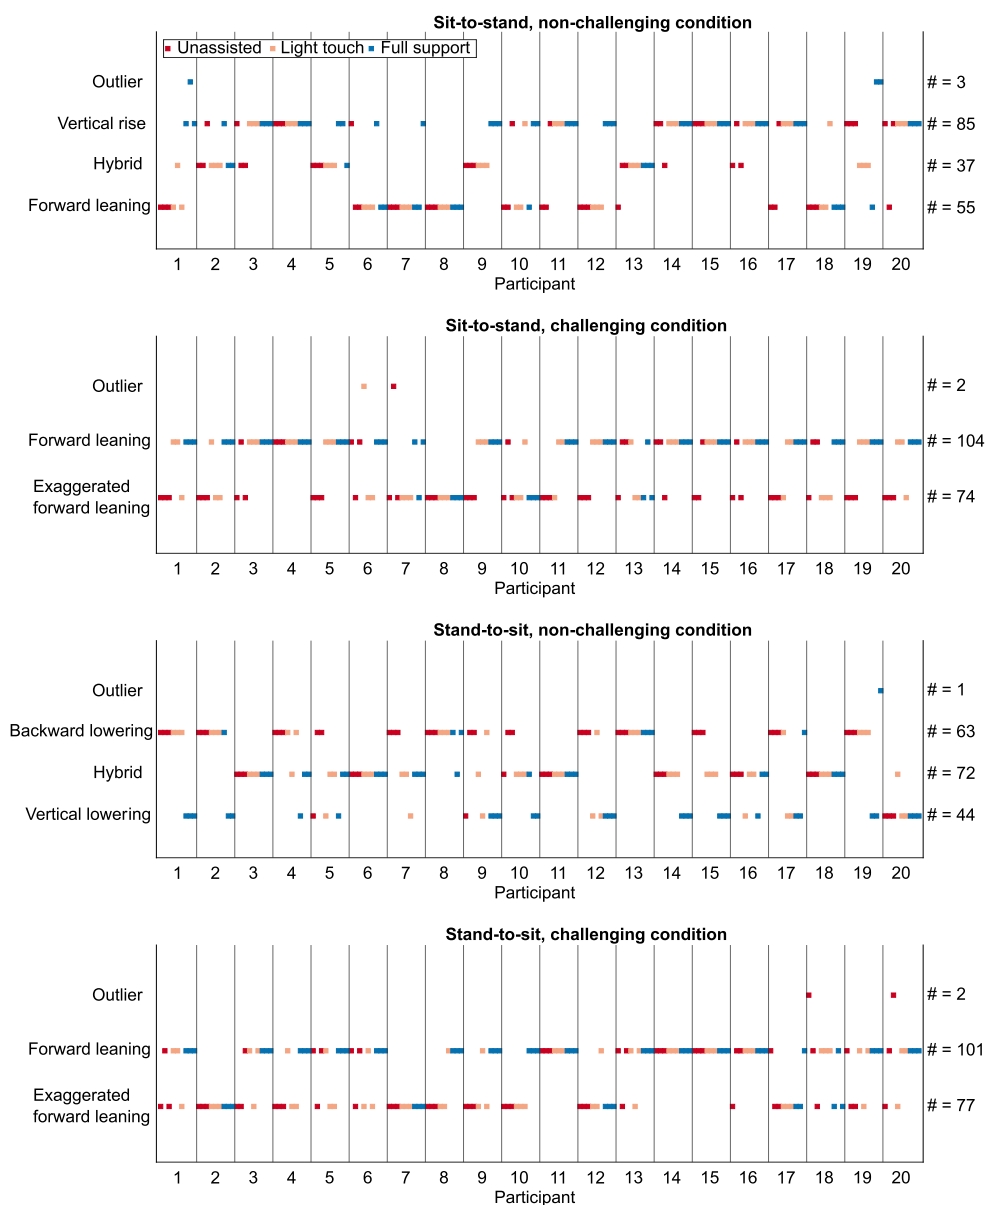 Sit-to-stand, non-challenging condition
Unassisted Light touch Full support
Outlier # = 3
Vertical rise # = 85
Hybrid # = 37
Forward leaning # = 55
1 2 3 4 5 6 7 8 9 10 11 12 13 14 15 16 17 18 19 20
Participant
Sit-to-stand, challenging condition
Outlier # = 2
Forward leaning # = 104
Exaggerated
forward leaning # = 74
1 2 3 4 5 6 7 8 9 10 11 12 13 14 15 16 17 18 19 20
Participant
Stand-to-sit, non-challenging condition
Outlier # = 1
Backward lowering # = 63
Hybrid # = 72
Vertical lowering # = 44
1 2 3 4 5 6 7 8 9 10 11 12 13 14 15 16 17 18 19 20
Participant
Stand-to-sit, challenging condition
Outlier # = 2
Forward leaning # = 101
Exaggerated
forward leaning # = 77
1 2 3 4 5 6 7 8 9 10 11 12 13 14 15 16 17 18 19 20
Participant